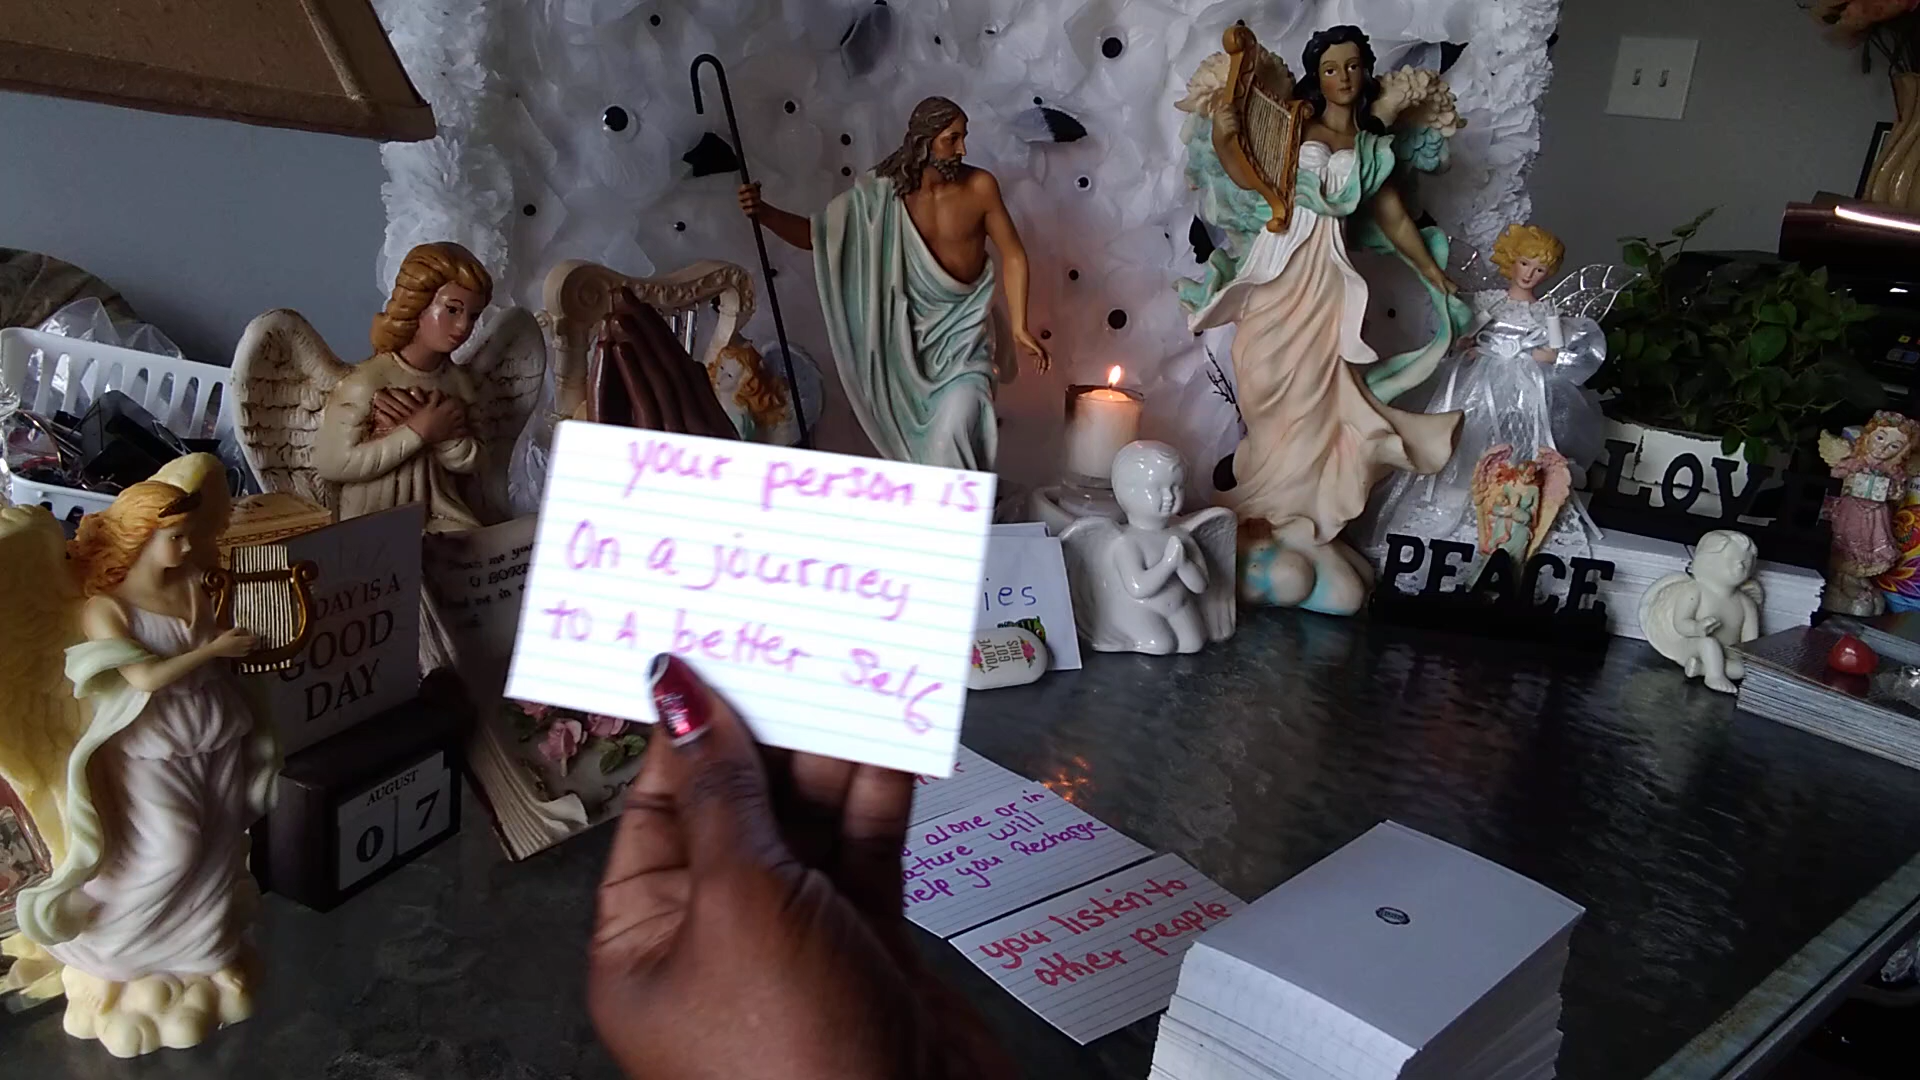 your person is
On a journey
to a better Self
DAY IS A
GOOD
DAY
AUGUST
07
ies
YOU'VE
GOT
THIS
LOVE
PEACE
alone or in
nature will
help you Recharge
you listen to
other people